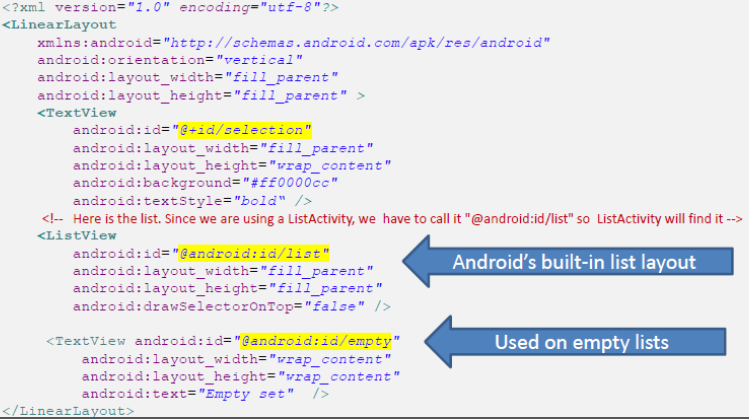 <?xml version="1.0" encoding="utf-8"?>
<LinearLayout
xmlns:android="http://schemas.android.com/apk/res/android"
android:orientation="vertical"
android:layout_width="fill_parent"
android:layout_height="fill_parent" >
<TextView
android:id="@+id/selection"
android:layout_width="fill_parent"
android:layout_height="wrap_content"
android:background="#ff0000cc"
android:textStyle="bold“ />
<!-- Here is the list. Since we are using a ListActivity, we have to call it "@android:id/list" so ListActivity will find it -->
<ListView
android:id="@android:id/list"
android:layout_width="fill_parent"
android:layout_height="fill_parent"
android:drawSelectorOnTop="false" />
Android’s built-in list layout
<TextView android:id="@android:id/empty"
android:layout_width="wrap_content"
android:layout_height="wrap_content"
android:text="Empty set" />
Used on empty lists
</LinearLayout>